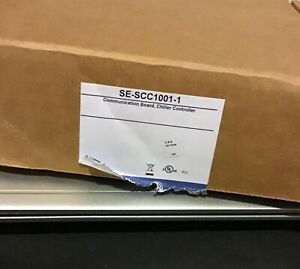 SE-SCC1001-1
Communication Board, Chiller Controller